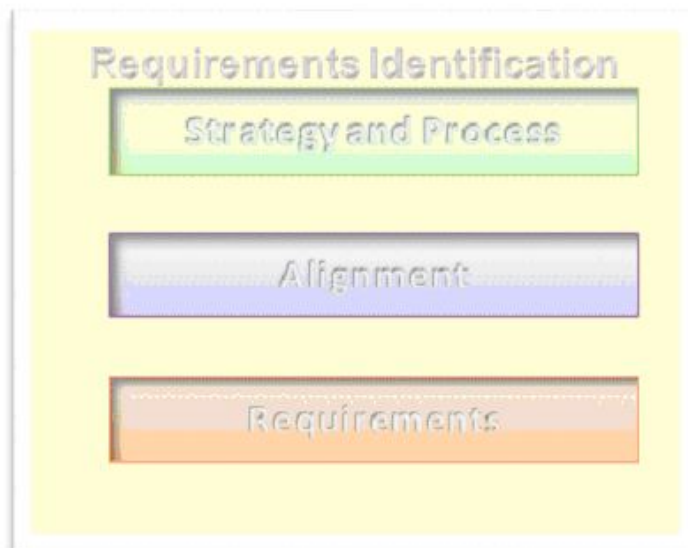 Requirements Identification
Strategy and Process
Alignment
Requirements